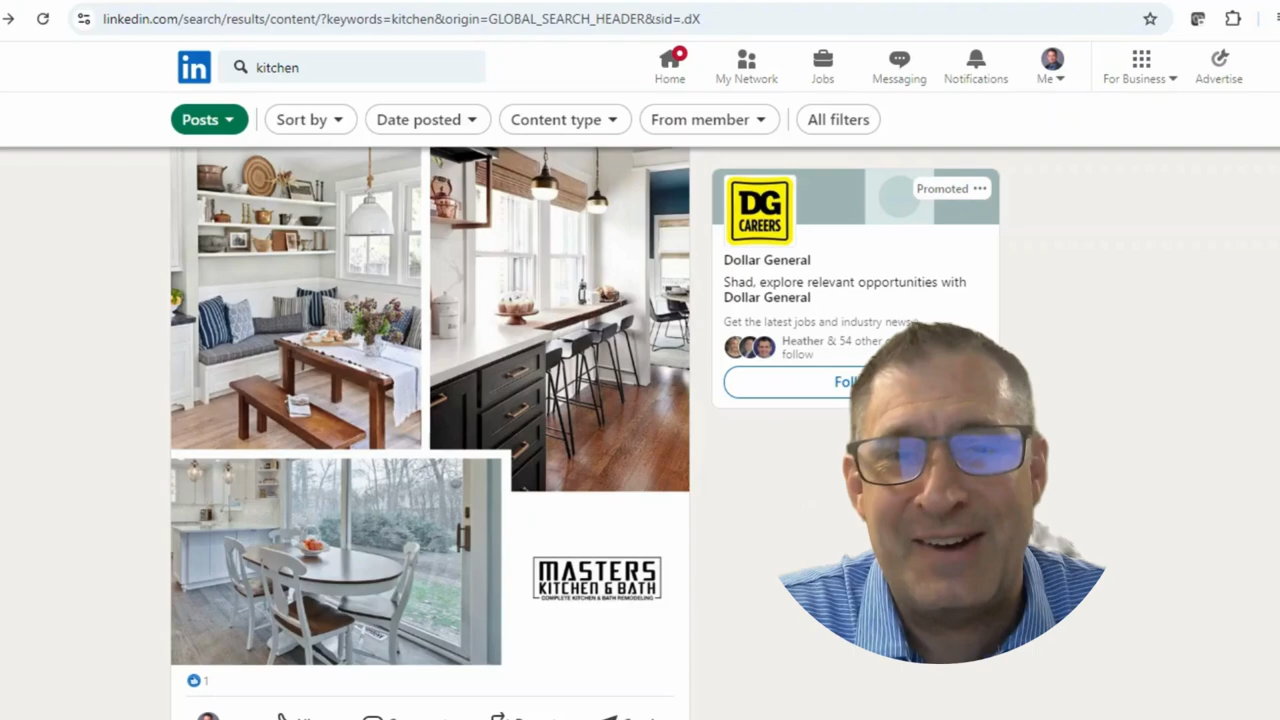 linkedin.com/search/results/content/?keywords=kitchen&origin=GLOBAL_SEARCH_HEADER&sid=.dX
in
kitchen
Home
My Network
Jobs
Messaging
Notifications
Me
For Business
Advertise
Posts
Sort by
Date posted
Content type
From member
All filters
Promoted
DG
CAREERS
Dollar General
Shad, explore relevant opportunities with
Dollar General
Get the latest jobs and industry news
Heather & 54 other
follow
MASTERS
KITCHEN & BATH
COMPLETE KITCHEN & BATH REMODELING
1